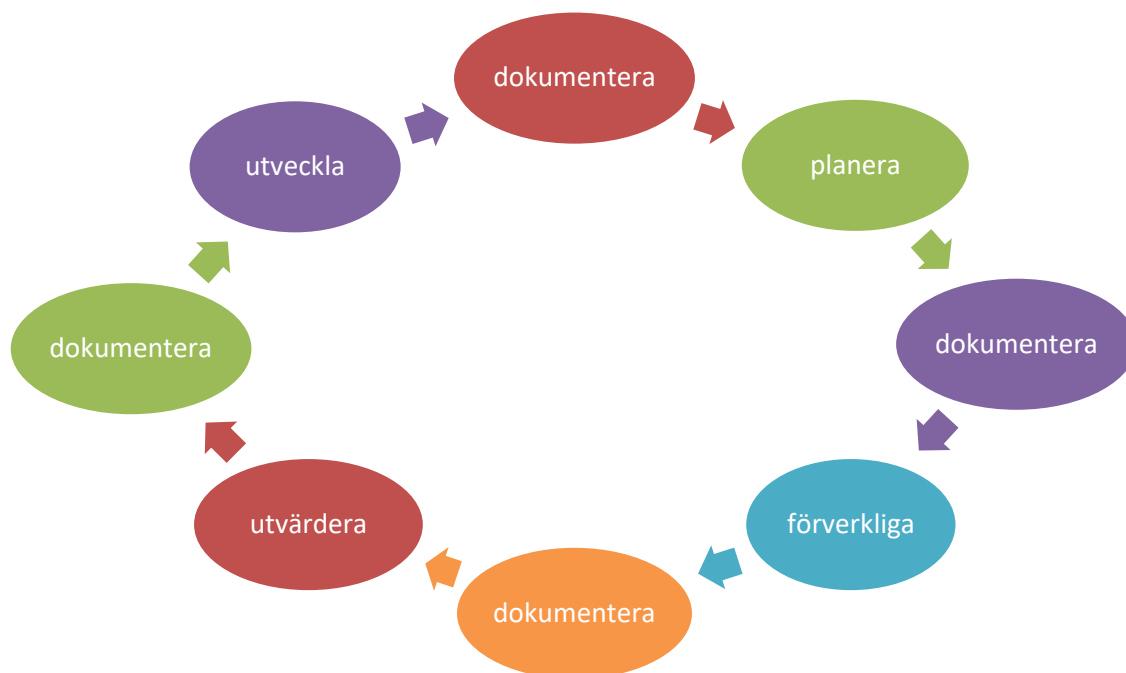 dokumentera
planera
dokumentera
förverkliga
dokumentera
utvärdera
dokumentera
utveckla